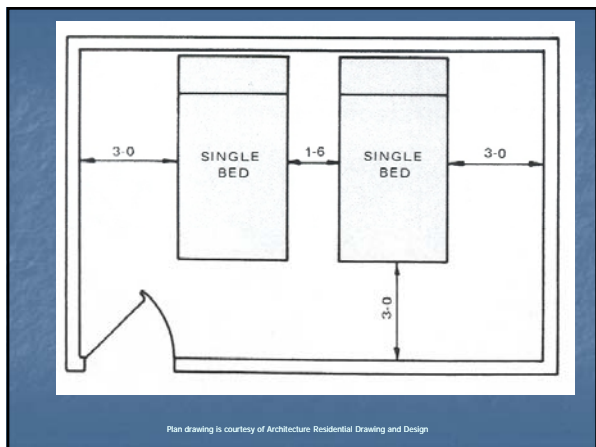 3-0
SINGLE
BED
1-6
SINGLE
BED
3-0
3-0
Plan drawing is courtesy of Architecture Residential Drawing and Design